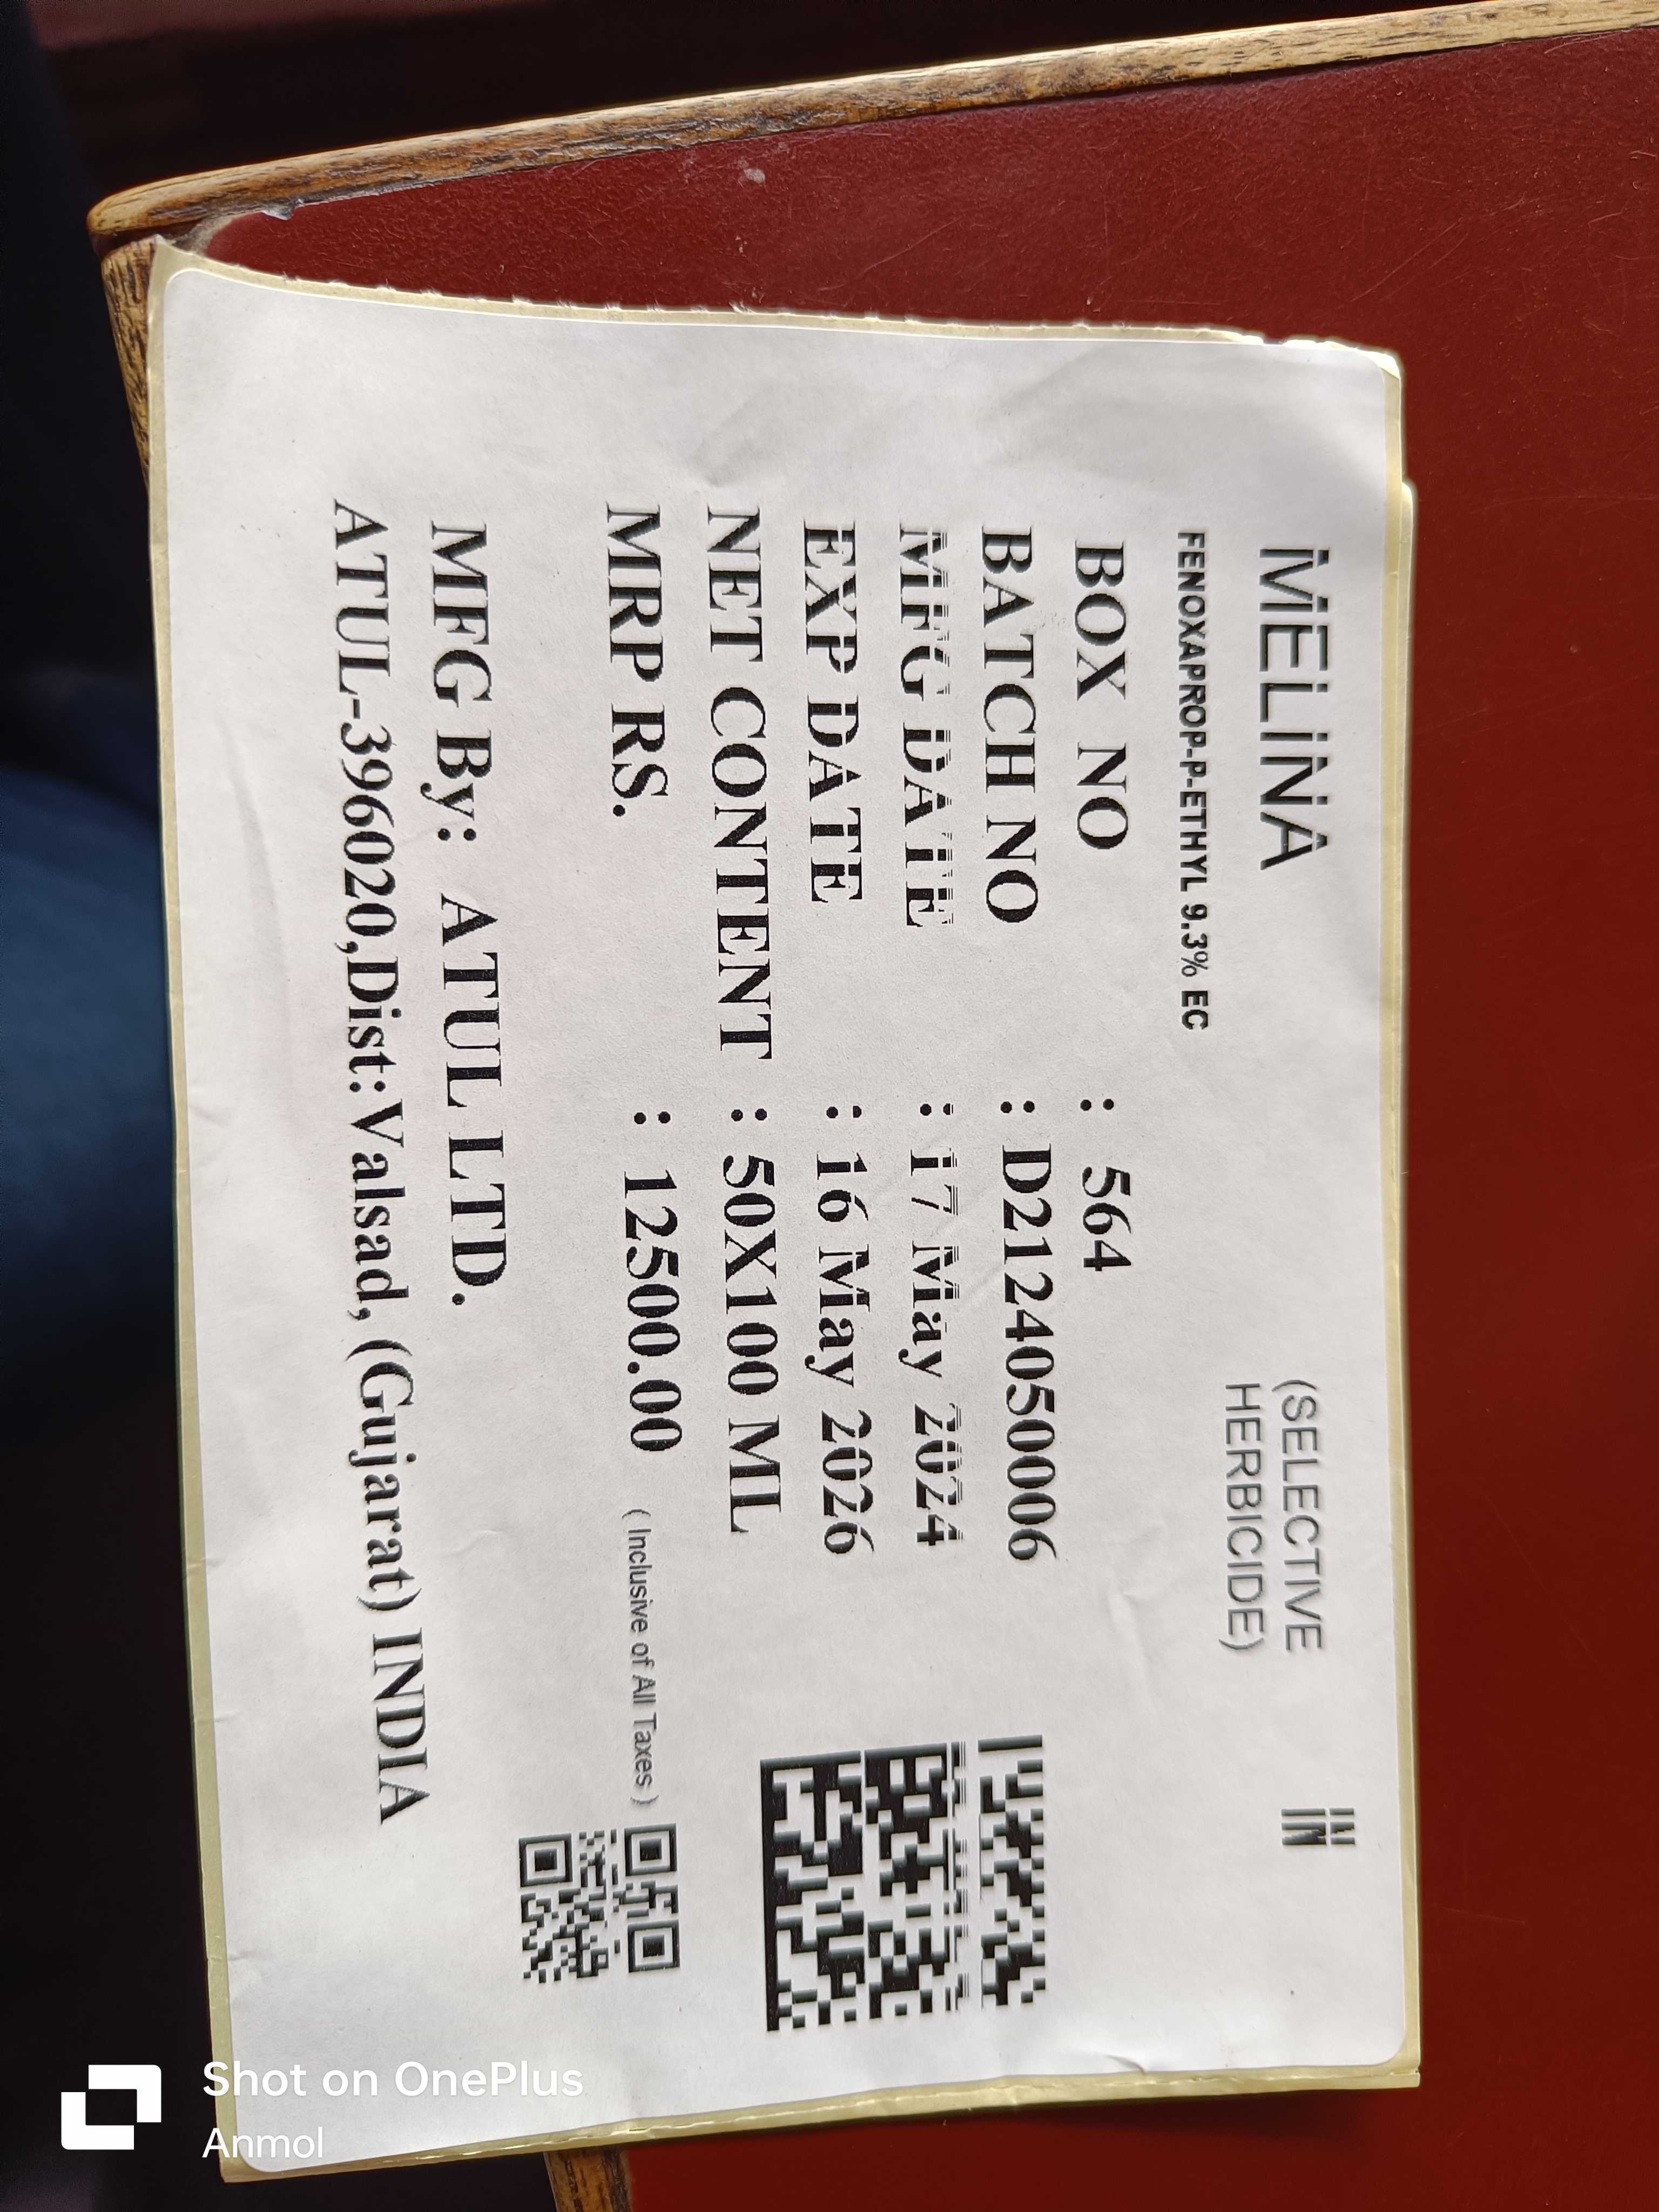 MELINA
(SELECTIVE
HERBICIDE)
IN
FENOXAPROP-P-ETHYL 9.3% EC
BOX NO : 564
BATCH NO : D2124050006
MFG DATE : 17 May 2024
EXP DATE : 16 May 2026
NET CONTENT : 50X100 ML
MRP RS. : 12500.00 ( Inclusive of All Taxes )
MFG By: ATUL LTD.
ATUL-396020,Dist:Valsad, (Gujarat) INDIA
Shot on OnePlus
Anmol